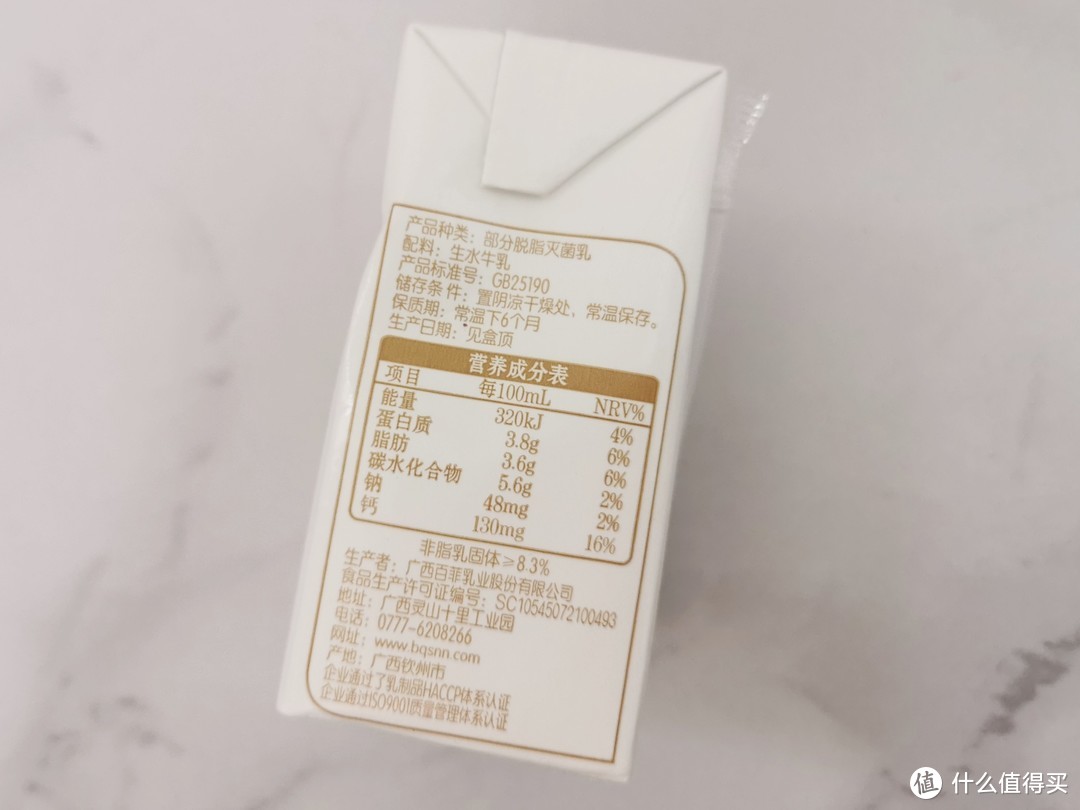 产品种类：部分脱脂灭菌乳
配料：生水牛乳
产品标准号：GB25190
储存条件：置阴凉干燥处，常温保存。
保质期：常温下6个月
生产日期：见盒顶
营养成分表
项目 每100mL NRV%
能量 320kJ 4%
蛋白质 3.8g 6%
脂肪 3.6g 6%
碳水化合物 5.6g 2%
钠 48mg 2%
钙 130mg 16%
非脂乳固体≥8.3%
生产者：广西百菲乳业股份有限公司
食品生产许可证编号：SC10545072100493
地址：广西灵山十里工业园
电话：0777-6208266
网址：www.bqsnn.com
产地：广西钦州市
企业通过了乳制品HACCP体系认证
企业通过ISO9001质量管理体系认证
值 什么值得买